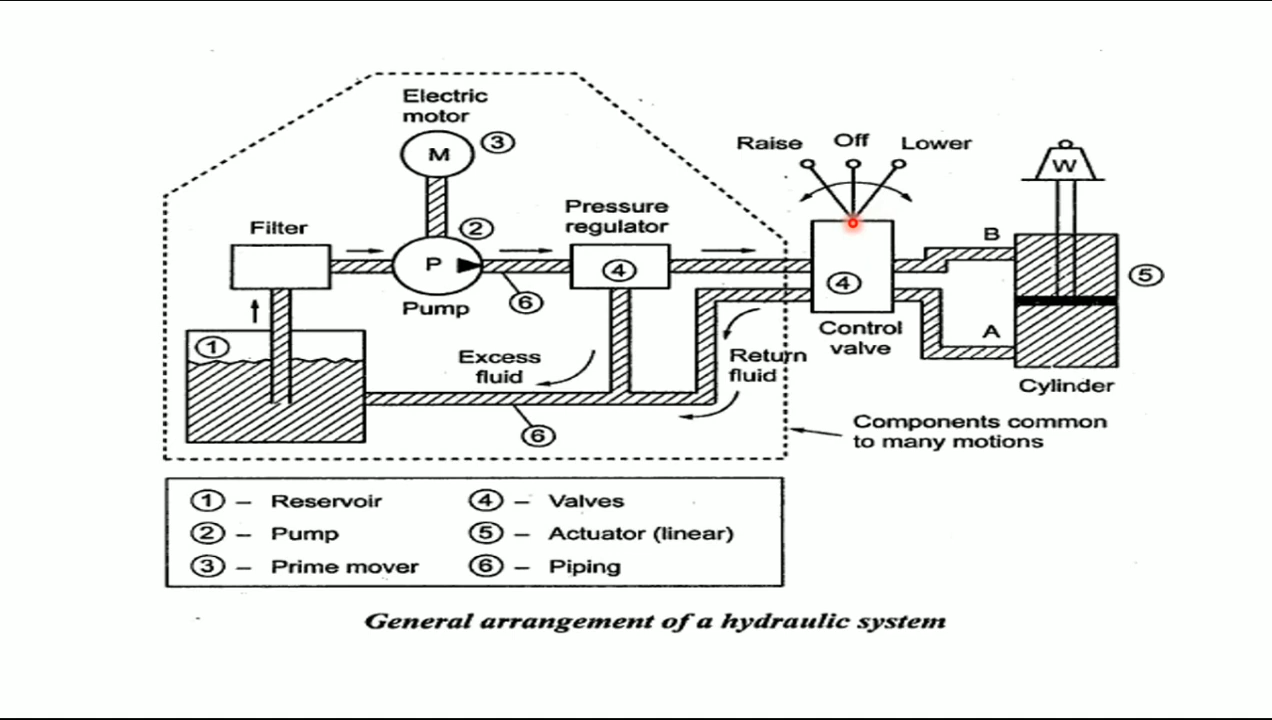 Electric
motor
M
3
Raise
Off
Lower
W
Filter
2
Pressure
regulator
P
4
B
5
6
Pump
4
1
Control
valve
A
Excess
fluid
Return
fluid
Cylinder
6
Components common
to many motions
1 – Reservoir
4 – Valves
2 – Pump
5 – Actuator (linear)
3 – Prime mover
6 – Piping
General arrangement of a hydraulic system